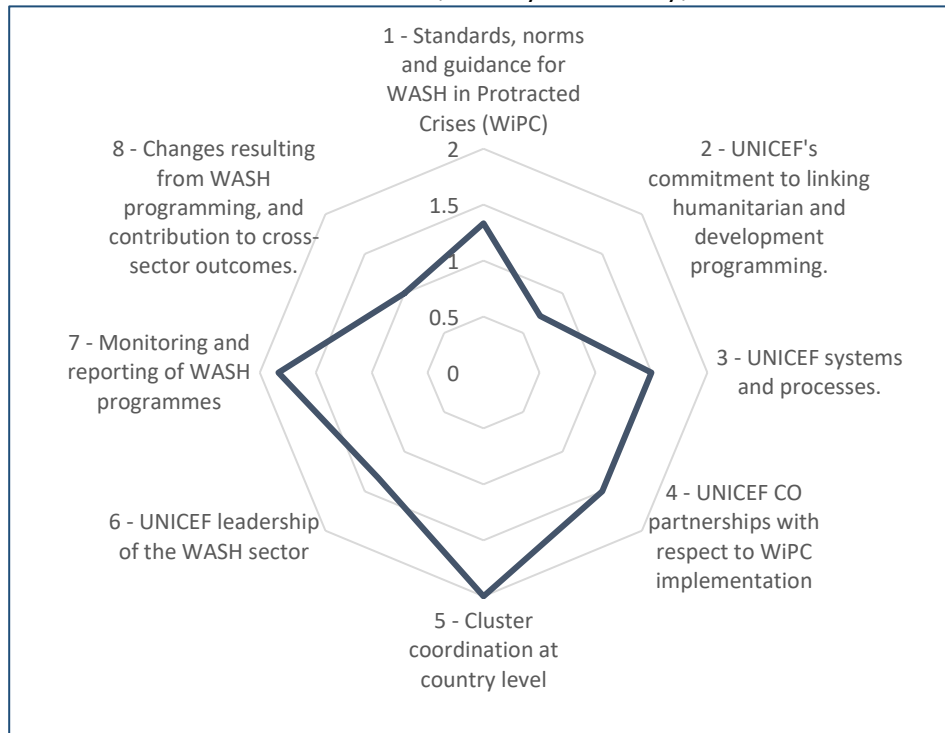 1 - Standards, norms
and guidance for
WASH in Protracted
Crises (WiPC)
2 - UNICEF's
commitment to linking
humanitarian and
development
programming.
3 - UNICEF systems
and processes.
4 - UNICEF CO
partnerships with
respect to WiPC
implementation
5 - Cluster
coordination at
country level
6 - UNICEF leadership
of the WASH sector
7 - Monitoring and
reporting of WASH
programmes
8 - Changes resulting
from WASH
programming, and
contribution to cross-
sector outcomes.
2
1.5
1
0.5
0